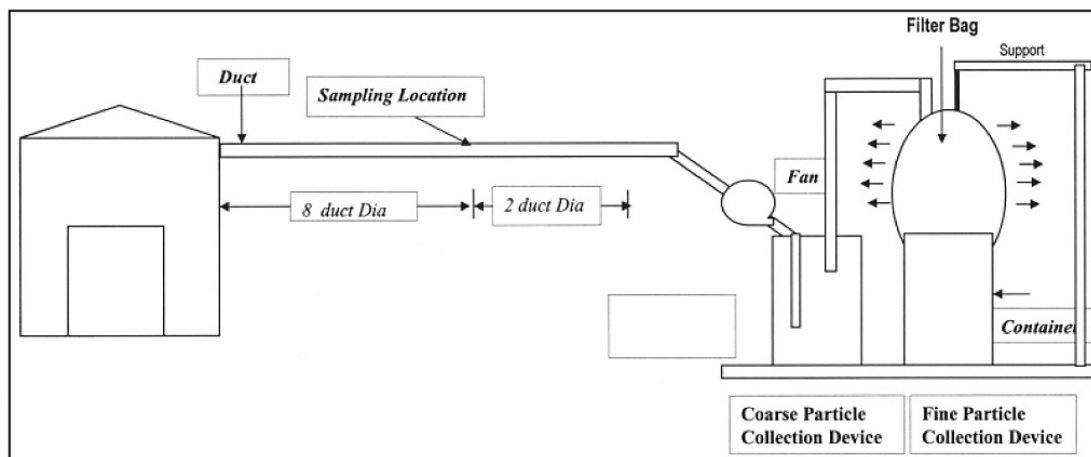 Filter Bag
Support
Duct
Sampling Location
Fan
8 duct Dia
2 duct Dia
Container
Coarse Particle
Collection Device
Fine Particle
Collection Device